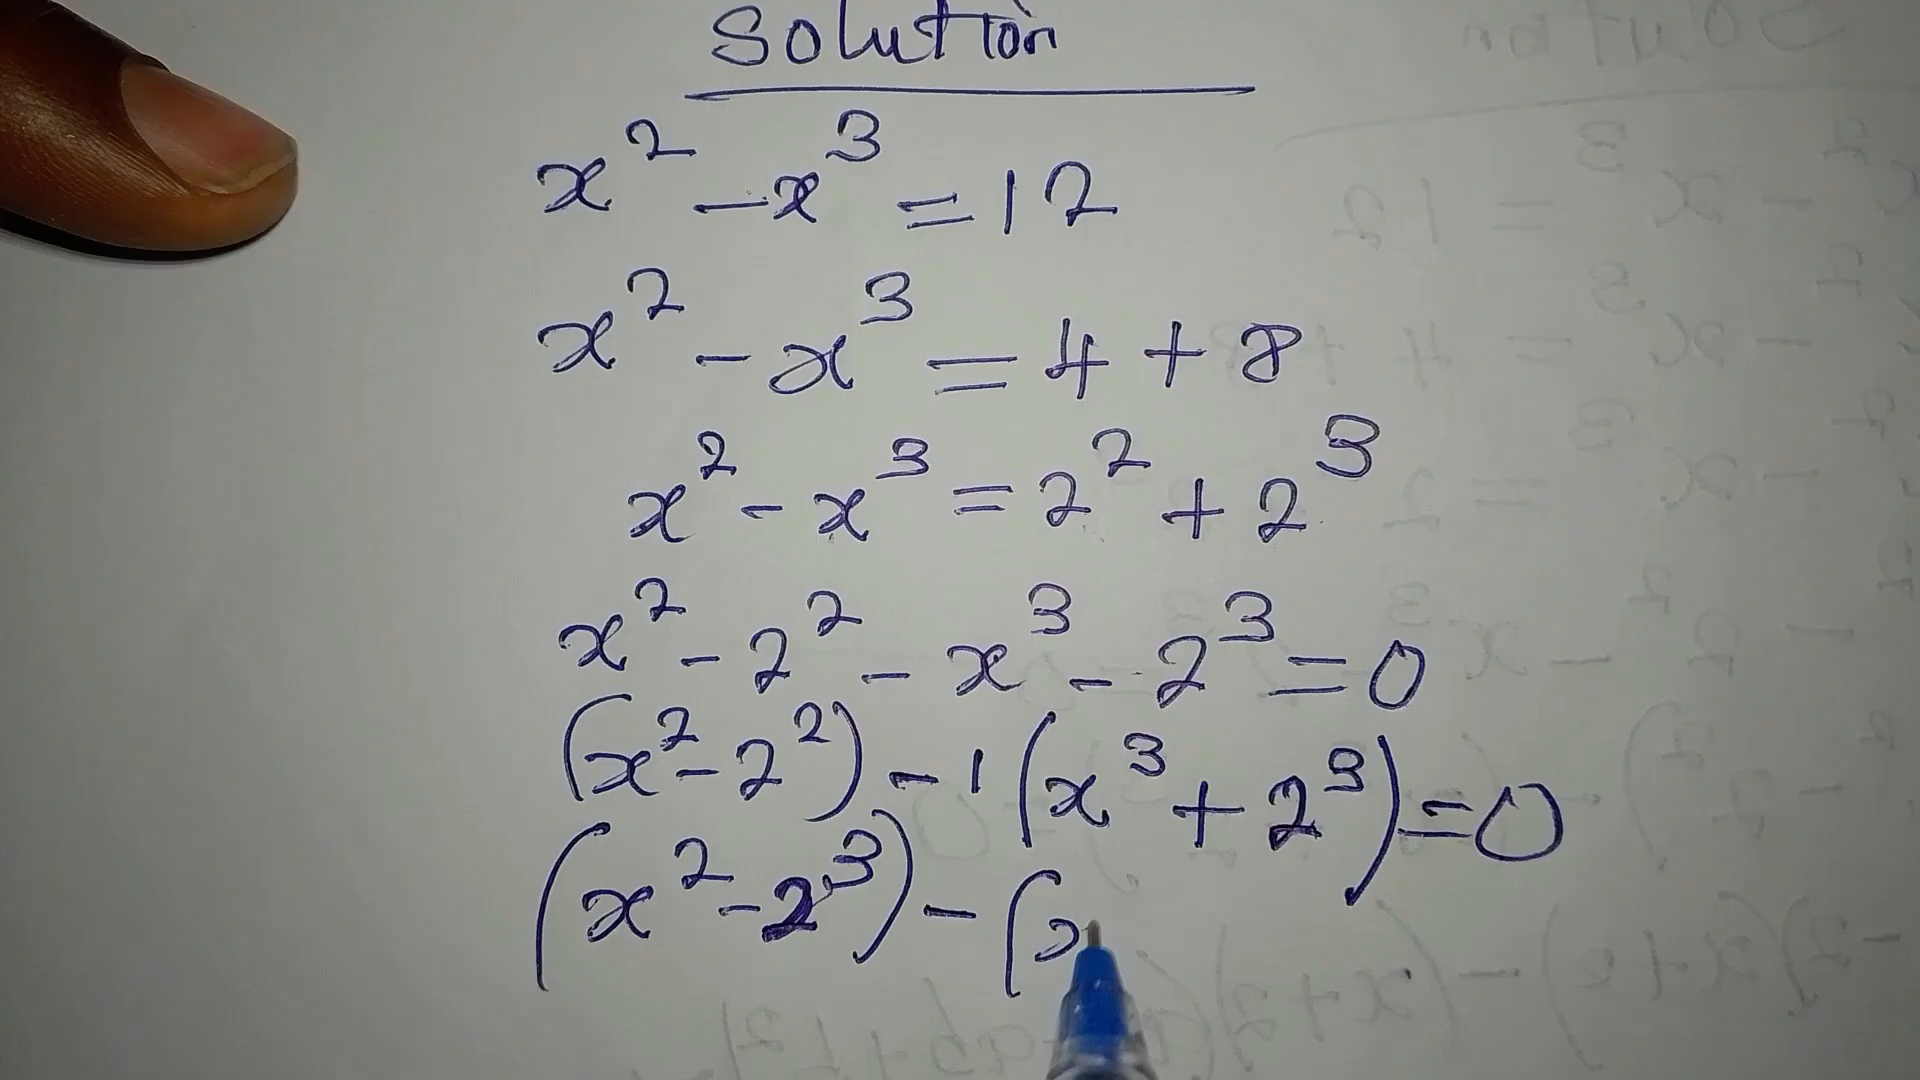 Solution
x² - x³ = 12
x² - x³ = 4 + 8
x² - x³ = 2² + 2³
x² - 2² - x³ - 2³ = 0
(x² - 2²) - 1(x³ + 2³) = 0
(x² - 2³) - (